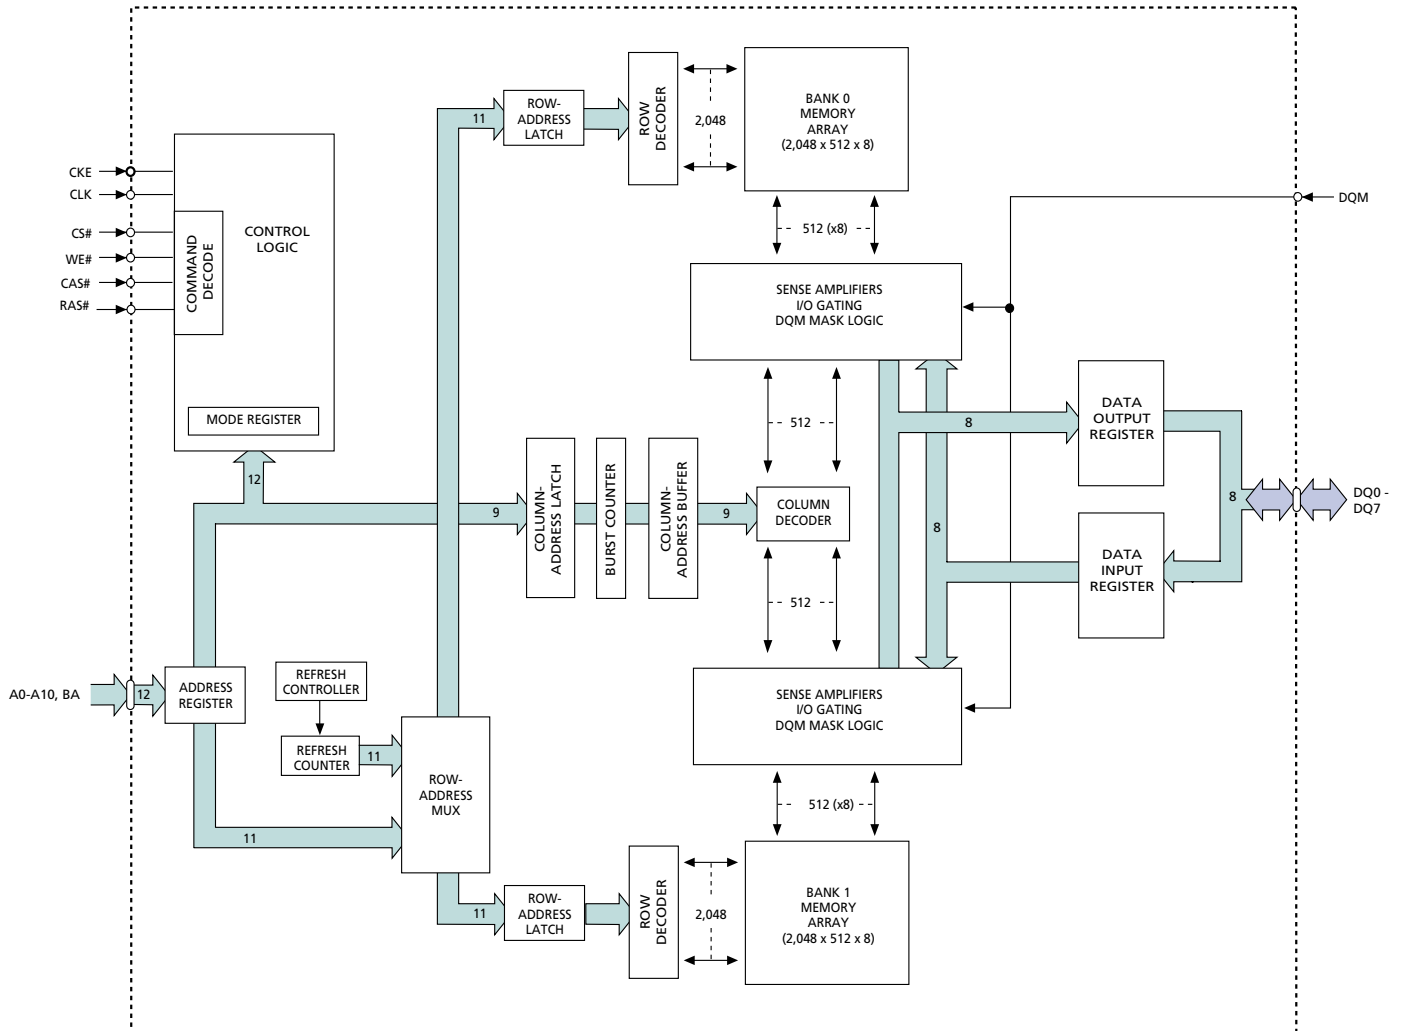 ROW-
ADDRESS
LATCH
11
ROW
DECODER
2,048
BANK 0
MEMORY
ARRAY
(2,048 x 512 x 8)
CKE
CLK
CS#
WE#
CAS#
RAS#
COMMAND
DECODE
CONTROL
LOGIC
MODE REGISTER
12
512 (x8)
DQM
SENSE AMPLIFIERS
I/O GATING
DQM MASK LOGIC
512
8
DATA
OUTPUT
REGISTER
9
COLUMN-
ADDRESS LATCH
BURST COUNTER
COLUMN-
ADDRESS BUFFER
9
COLUMN
DECODER
8
8
DQ0 -
DQ7
DATA
INPUT
REGISTER
512
A0-A10, BA
12
ADDRESS
REGISTER
REFRESH
CONTROLLER
REFRESH
COUNTER
11
ROW-
ADDRESS
MUX
11
SENSE AMPLIFIERS
I/O GATING
DQM MASK LOGIC
512 (x8)
11
ROW-
ADDRESS
LATCH
ROW
DECODER
2,048
BANK 1
MEMORY
ARRAY
(2,048 x 512 x 8)